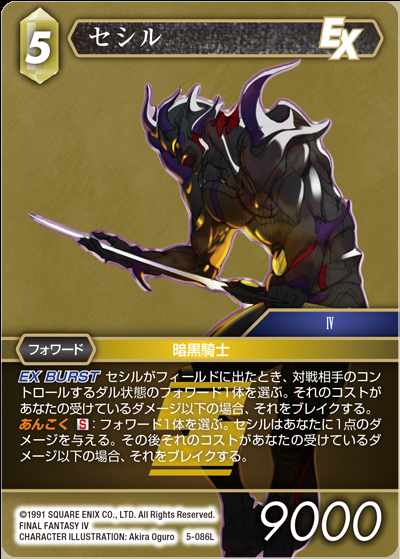 5
セシル
EX
IV
フォワード
暗黒騎士
EX BURST セシルがフィールドに出たとき、対戦相手のコント
ロールするダル状態のフォワード1体を選ぶ。それのコストが
あなたの受けているダメージ以下の場合、それをブレイクする。
あんこく S：フォワード1体を選ぶ。セシルはあなたに1点のダ
メージを与える。その後それのコストがあなたの受けているダ
メージ以下の場合、それをブレイクする。
©1991 SQUARE ENIX CO., LTD. All Rights Reserved.
FINAL FANTASY IV
CHARACTER ILLUSTRATION: Akira Oguro 5-086L
9000